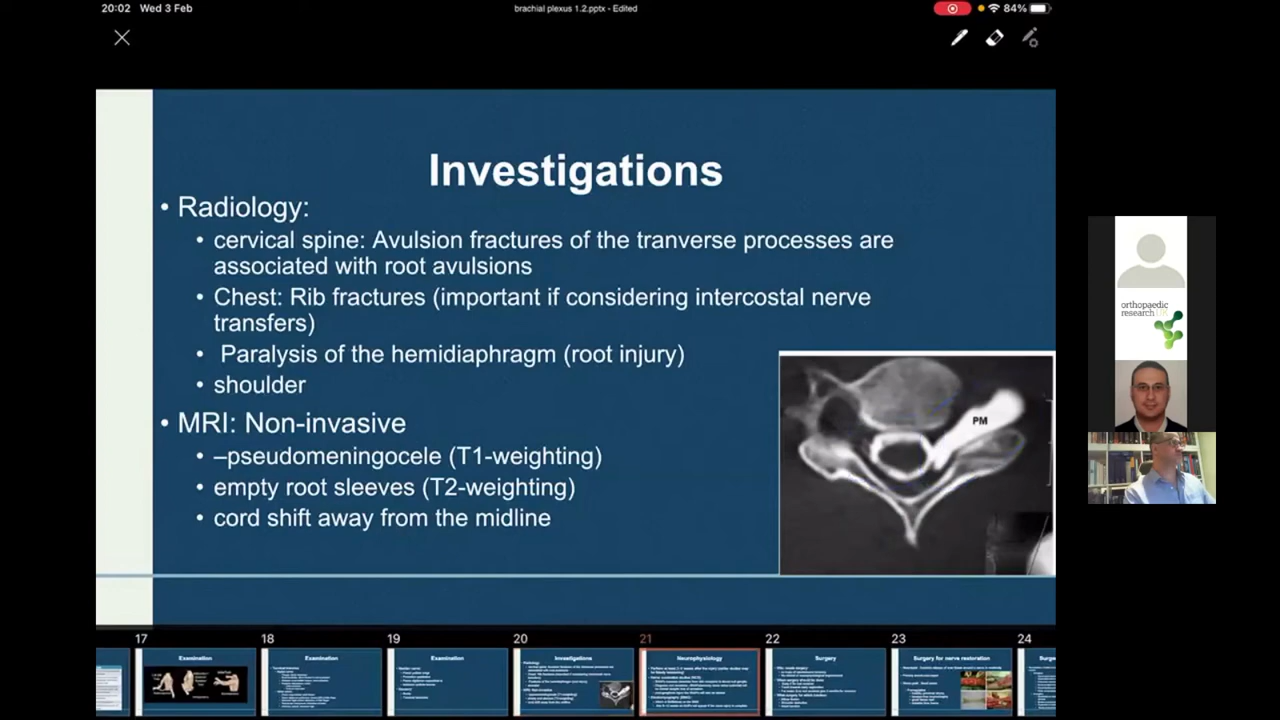 20:02 Wed 3 Feb
brachial plexus 1.2.pptx - Edited
84%
Investigations
• Radiology:
• cervical spine: Avulsion fractures of the tranverse processes are
associated with root avulsions
• Chest: Rib fractures (important if considering intercostal nerve
transfers)
• Paralysis of the hemidiaphragm (root injury)
• shoulder
• MRI: Non-invasive
• –pseudomeningocele (T1-weighting)
• empty root sleeves (T2-weighting)
• cord shift away from the midline
PM
orthopaedic
research UK
17 18 19 20 21 22 23 24
Examination
Examination
Examination
Investigations
Neurophysiology
Surgery
Surgery for nerve restoration